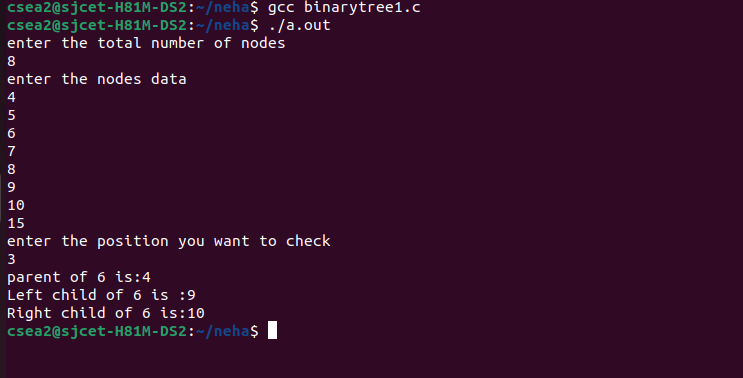 csea2@sjcet-H81M-DS2:~/neha$ gcc binarytree1.c
csea2@sjcet-H81M-DS2:~/neha$ ./a.out
enter the total number of nodes
8
enter the nodes data
4
5
6
7
8
9
10
15
enter the position you want to check
3
parent of 6 is:4
Left child of 6 is :9
Right child of 6 is:10
csea2@sjcet-H81M-DS2:~/neha$